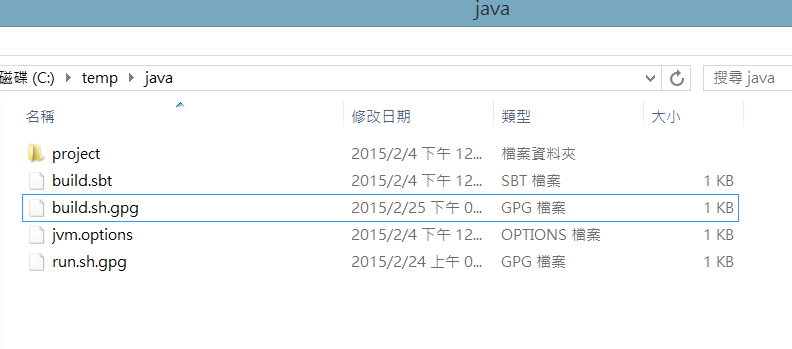 java
磁碟 (C:) temp java 搜尋 java
名稱 修改日期 類型 大小
project 2015/2/4 下午 12... 檔案資料夾
build.sbt 2015/2/4 下午 12... SBT 檔案 1 KB
build.sh.gpg 2015/2/25 下午 0... GPG 檔案 1 KB
jvm.options 2015/2/4 下午 12... OPTIONS 檔案 1 KB
run.sh.gpg 2015/2/24 上午 0... GPG 檔案 1 KB